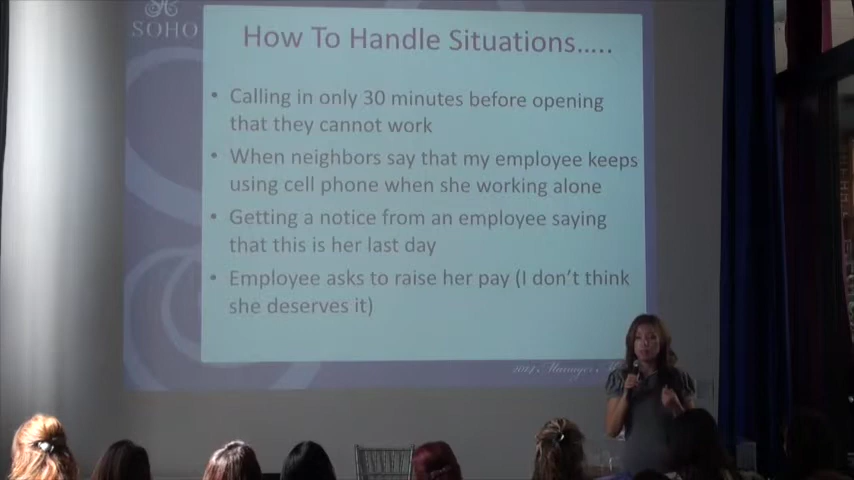 SOHO
How To Handle Situations.....
• Calling in only 30 minutes before opening
that they cannot work
• When neighbors say that my employee keeps
using cell phone when she working alone
• Getting a notice from an employee saying
that this is her last day
• Employee asks to raise her pay (I don't think
she deserves it)
2014 Manager